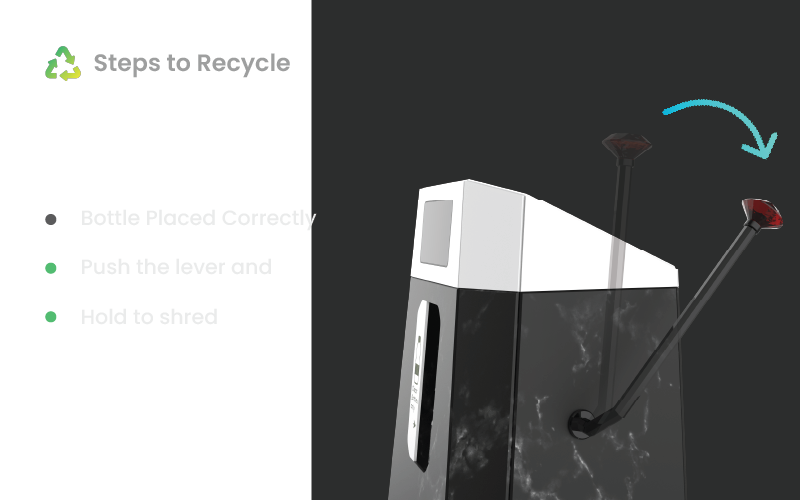 Steps to Recycle
Bottle Placed Correctly
Push the lever and
Hold to shred